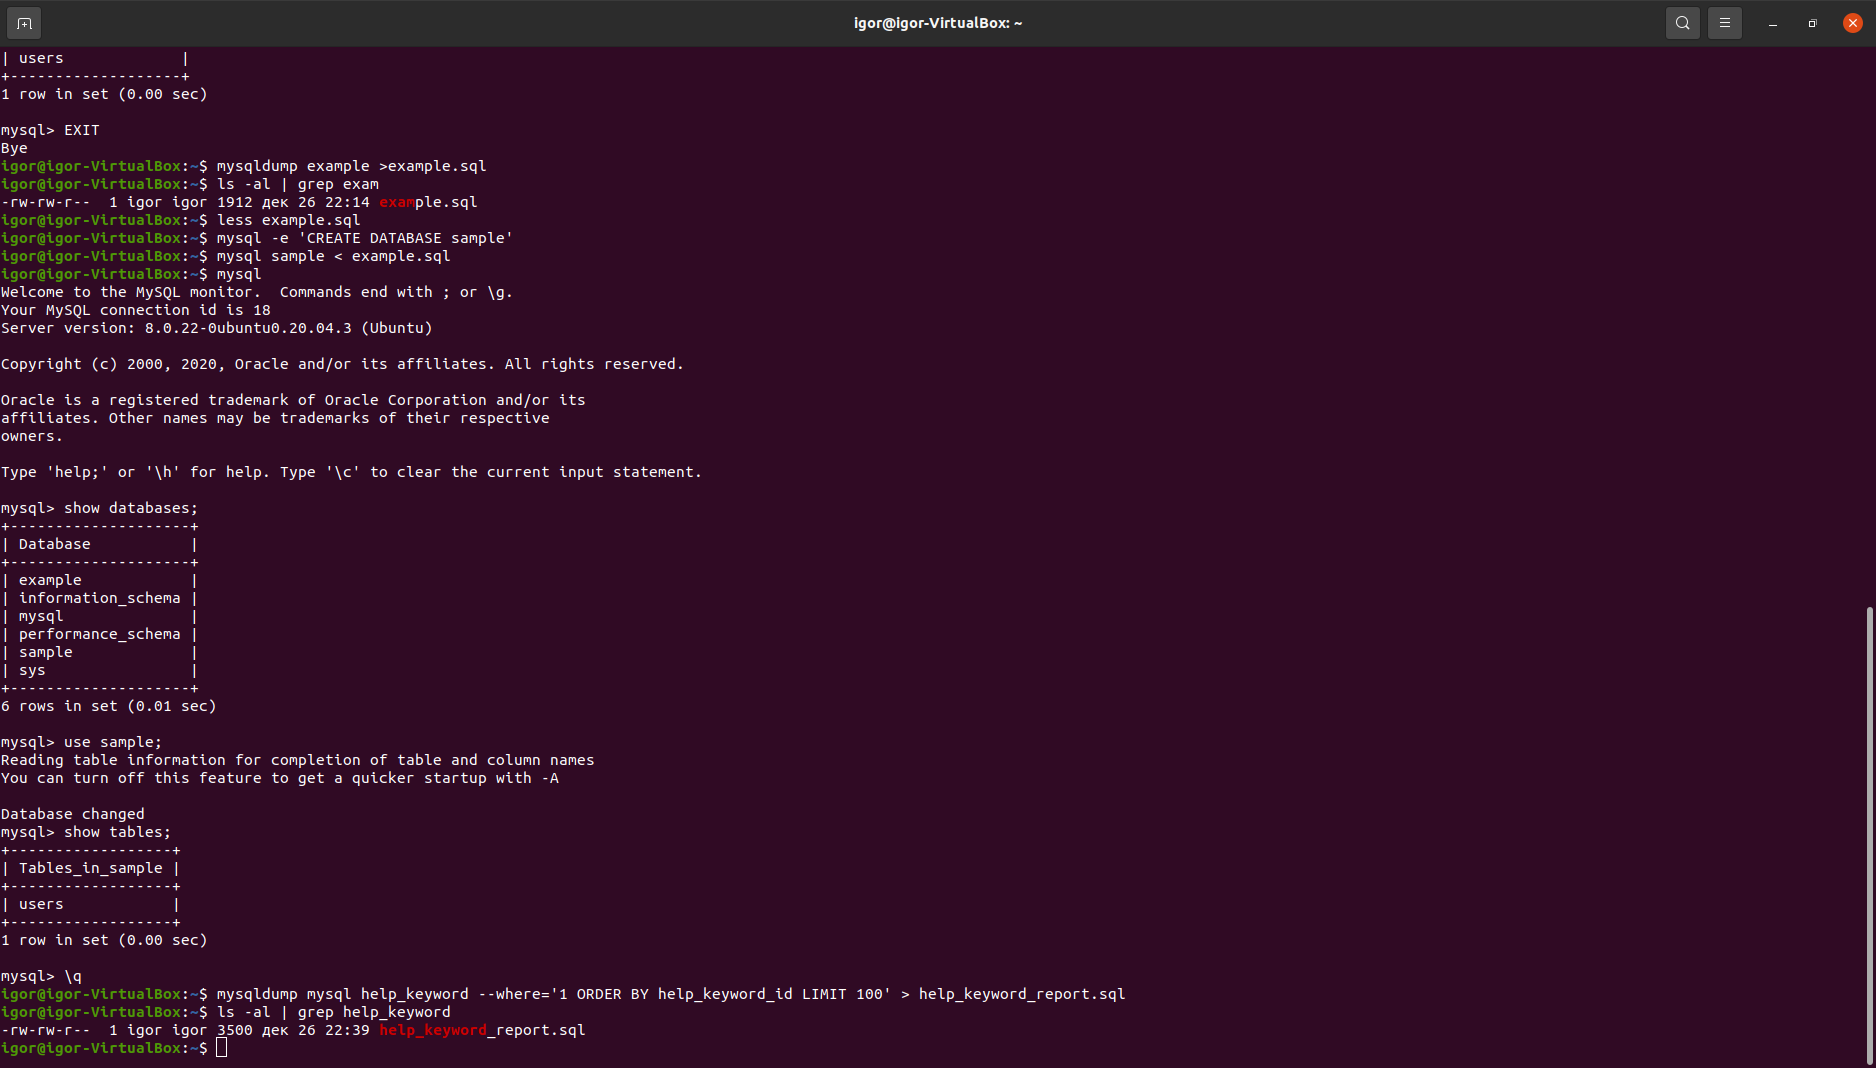 igor@igor-VirtualBox: ~
| users             |
+-------------------+
1 row in set (0.00 sec)

mysql> EXIT
Bye
igor@igor-VirtualBox:~$ mysqldump example >example.sql
igor@igor-VirtualBox:~$ ls -al | grep exam
-rw-rw-r--  1 igor igor 1912 дек 26 22:14 example.sql
igor@igor-VirtualBox:~$ less example.sql
igor@igor-VirtualBox:~$ mysql -e 'CREATE DATABASE sample'
igor@igor-VirtualBox:~$ mysql sample < example.sql
igor@igor-VirtualBox:~$ mysql
Welcome to the MySQL monitor.  Commands end with ; or \g.
Your MySQL connection id is 18
Server version: 8.0.22-0ubuntu0.20.04.3 (Ubuntu)

Copyright (c) 2000, 2020, Oracle and/or its affiliates. All rights reserved.

Oracle is a registered trademark of Oracle Corporation and/or its
affiliates. Other names may be trademarks of their respective
owners.

Type 'help;' or '\h' for help. Type '\c' to clear the current input statement.

mysql> show databases;
+--------------------+
| Database           |
+--------------------+
| example            |
| information_schema |
| mysql              |
| performance_schema |
| sample             |
| sys                |
+--------------------+
6 rows in set (0.01 sec)

mysql> use sample;
Reading table information for completion of table and column names
You can turn off this feature to get a quicker startup with -A

Database changed
mysql> show tables;
+------------------+
| Tables_in_sample |
+------------------+
| users            |
+------------------+
1 row in set (0.00 sec)

mysql> \q
igor@igor-VirtualBox:~$ mysqldump mysql help_keyword --where='1 ORDER BY help_keyword_id LIMIT 100' > help_keyword_report.sql
igor@igor-VirtualBox:~$ ls -al | grep help_keyword
-rw-rw-r--  1 igor igor 3500 дек 26 22:39 help_keyword_report.sql
igor@igor-VirtualBox:~$